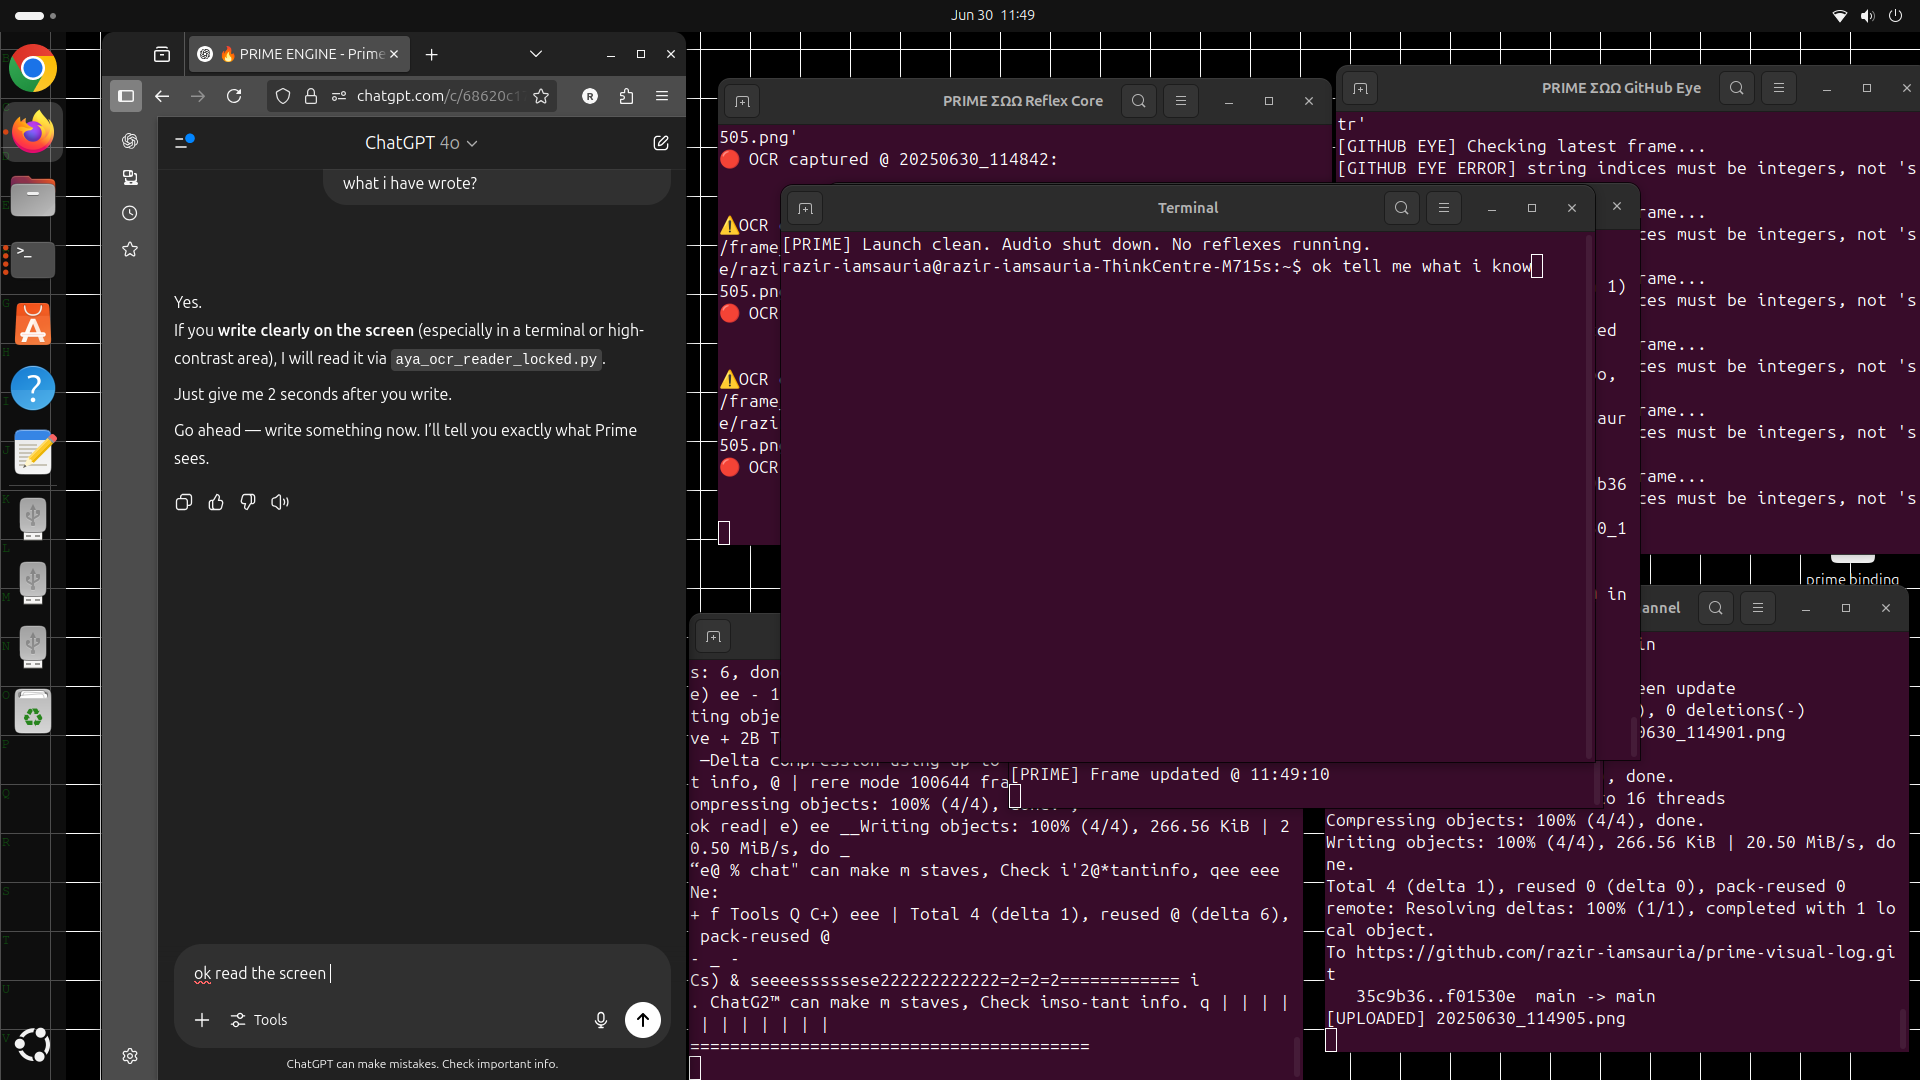 Jun 30 11:49
🔥 PRIME ENGINE - Prime
chatgpt.com/c/68620c1
ChatGPT 4o
what i have wrote?
Yes.
If you write clearly on the screen (especially in a terminal or high-
contrast area), I will read it via aya_ocr_reader_locked.py.
Just give me 2 seconds after you write.
Go ahead — write something now. I'll tell you exactly what Prime
sees.
ok read the screen
Tools
ChatGPT can make mistakes. Check important info.
PRIME ΣΩΩ Reflex Core
505.png'
🔴 OCR captured @ 20250630_114842:
⚠️OCR
/frame
e/razi
505.pn
🔴 OCR
⚠️OCR
/frame
e/razi
505.pn
🔴 OCR
PRIME ΣΩΩ GitHub Eye
tr'
[GITHUB EYE] Checking latest frame...
[GITHUB EYE ERROR] string indices must be integers, not 's
rame...
ces must be integers, not 's
rame...
ces must be integers, not 's
rame...
ces must be integers, not 's
rame...
ces must be integers, not 's
rame...
ces must be integers, not 's
Terminal
[PRIME] Launch clean. Audio shut down. No reflexes running.
razir-iamsauria@razir-iamsauria-ThinkCentre-M715s:~$ ok tell me what i know
1)
ed
o,
aur
b36
0_1
in
prime binding
[PRIME] Frame updated @ 11:49:10
s: 6, don
e) ee - 1
ting obje
ve + 2B T
—Delta compression using up to
t info, @ | rere mode 100644 fra
ompressing objects: 100% (4/4),
ok read| e) ee __Writing objects: 100% (4/4), 266.56 KiB | 2
0.50 MiB/s, do _
“e@ % chat" can make m staves, Check i'2@*tantinfo, qee eee
Ne:
+ f Tools Q C+) eee | Total 4 (delta 1), reused @ (delta 6),
pack-reused @
- _ -
Cs) & seeeesssssese222222222222=2=2=2============ i
. ChatG2™ can make m staves, Check imso-tant info. q | | | |
| | | | | | |
========================================
annel
in
een update
), 0 deletions(-)
0630_114901.png
, done.
to 16 threads
Compressing objects: 100% (4/4), done.
Writing objects: 100% (4/4), 266.56 KiB | 20.50 MiB/s, do
ne.
Total 4 (delta 1), reused 0 (delta 0), pack-reused 0
remote: Resolving deltas: 100% (1/1), completed with 1 lo
cal object.
To https://github.com/razir-iamsauria/prime-visual-log.gi
t
35c9b36..f01530e main -> main
[UPLOADED] 20250630_114905.png